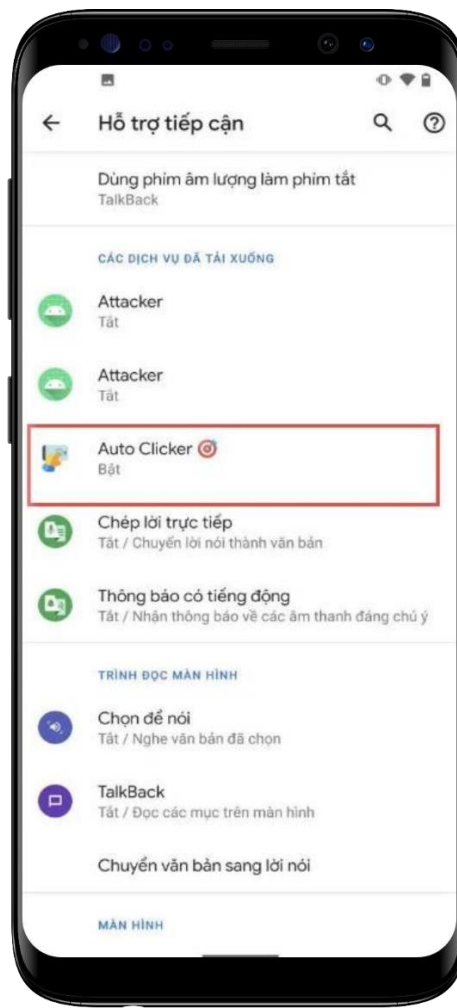 Hỗ trợ tiếp cận
Dùng phím âm lượng làm phím tắt
TalkBack
CÁC DỊCH VỤ ĐÃ TẢI XUỐNG
Attacker
Tắt
Attacker
Tắt
Auto Clicker
Bật
Chép lời trực tiếp
Tắt / Chuyển lời nói thành văn bản
Thông báo có tiếng động
Tắt / Nhận thông báo về các âm thanh đáng chú ý
TRÌNH ĐỌC MÀN HÌNH
Chọn để nói
Tắt / Nghe văn bản đã chọn
TalkBack
Tắt / Đọc các mục trên màn hình
Chuyển văn bản sang lời nói
MÀN HÌNH